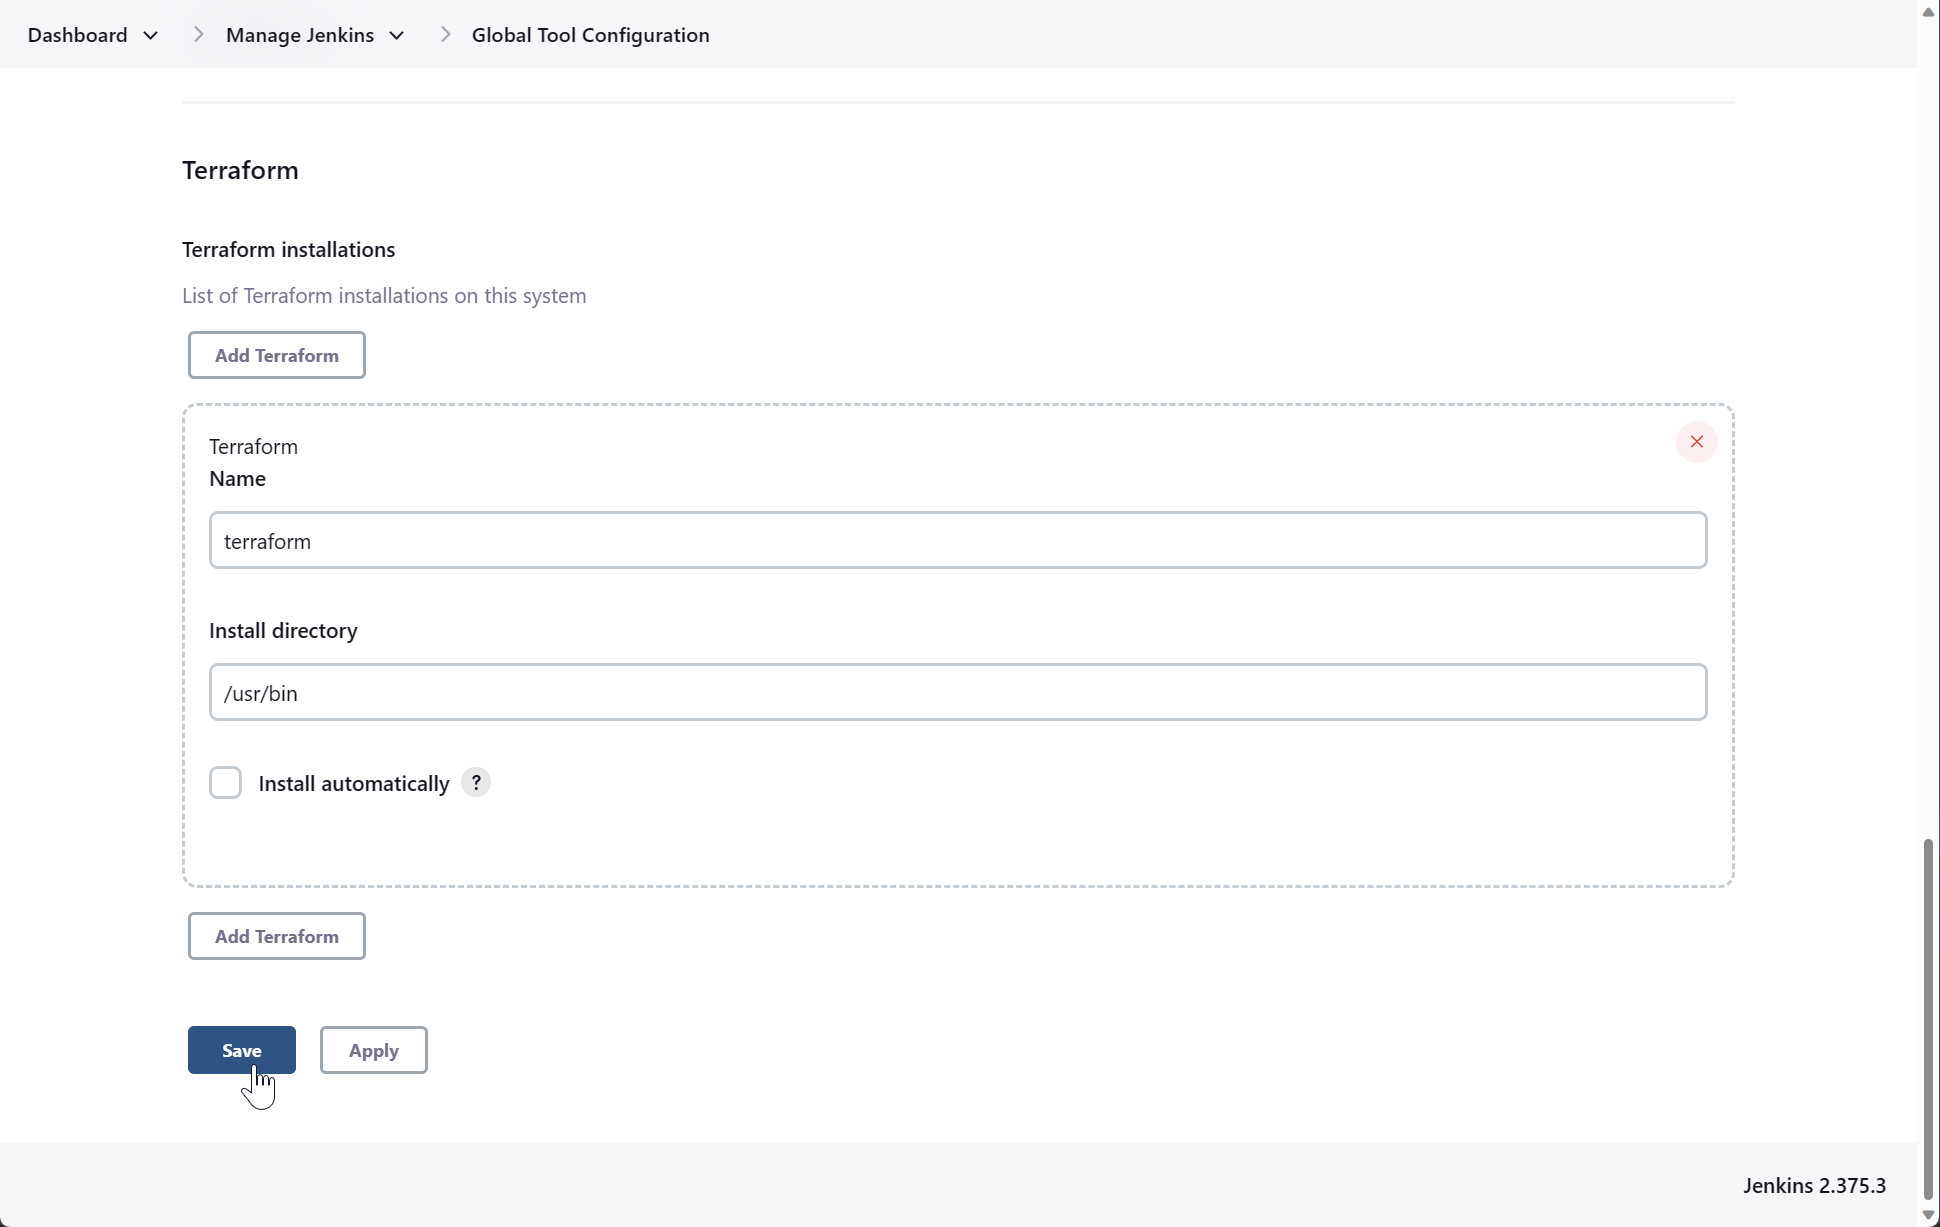 Dashboard
Manage Jenkins
Global Tool Configuration
Terraform
Terraform installations
List of Terraform installations on this system
Add Terraform
Terraform
Name
terraform
Install directory
/usr/bin
Install automatically ?
Add Terraform
Save
Apply
Jenkins 2.375.3